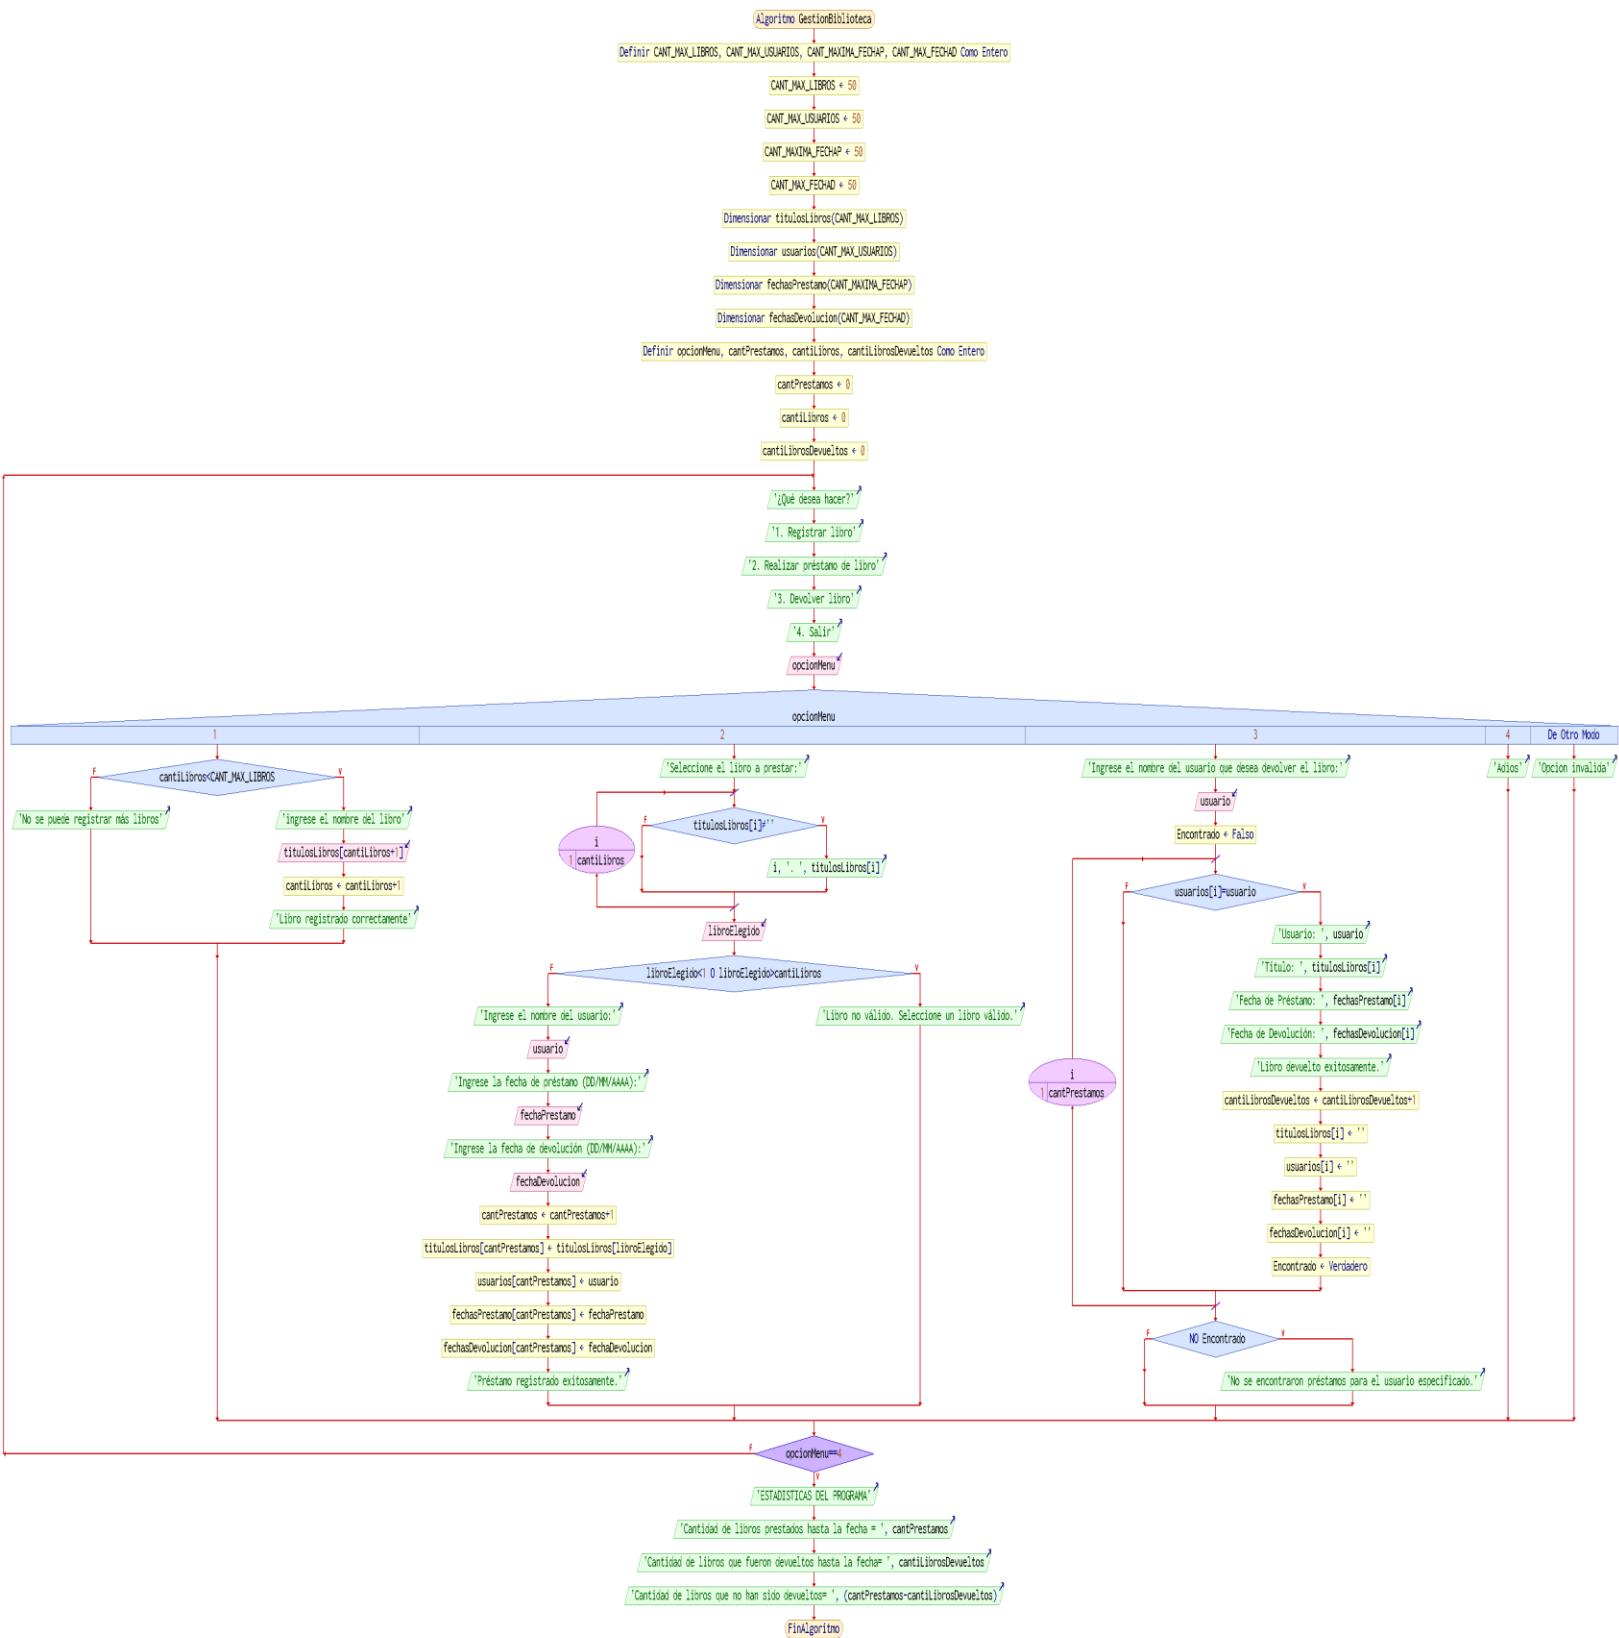 Algoritmo GestionBiblioteca
Definir CANT_MAX_LIBROS, CANT_MAX_USUARIOS, CANT_MAXIMA_FECHAP, CANT_MAX_FECHAD Como Entero
CANT_MAX_LIBROS ← 50
CANT_MAX_USUARIOS ← 50
CANT_MAXIMA_FECHAP ← 50
CANT_MAX_FECHAD ← 50
Dimensionar titulosLibros(CANT_MAX_LIBROS)
Dimensionar usuarios(CANT_MAX_USUARIOS)
Dimensionar fechasPrestamo(CANT_MAXIMA_FECHAP)
Dimensionar fechasDevolucion(CANT_MAX_FECHAD)
Definir opcionMenu, cantPrestamos, cantiLibros, cantiLibrosDevueltos Como Entero
cantPrestamos ← 0
cantiLibros ← 0
cantiLibrosDevueltos ← 0
'¿Qué desea hacer?'
'1. Registrar libro'
'2. Realizar préstamo de libro'
'3. Devolver libro'
'4. Salir'
opcionMenu
opcionMenu
1
2
3
4
De Otro Modo
cantiLibros<CANT_MAX_LIBROS
F
V
'No se puede registrar más libros'
'ingrese el nombre del libro'
titulosLibros[cantiLibros+1]
cantiLibros ← cantiLibros+1
'Libro registrado correctamente'
'Seleccione el libro a prestar:'
i
1 cantiLibros
titulosLibros[i]≠''
F
V
i, '. ', titulosLibros[i]
libroElegido
libroElegido<1 O libroElegido>cantiLibros
F
V
'Ingrese el nombre del usuario:'
usuario
'Ingrese la fecha de préstamo (DD/MM/AAAA):'
fechaPrestamo
'Ingrese la fecha de devolución (DD/MM/AAAA):'
fechaDevolucion
cantPrestamos ← cantPrestamos+1
titulosLibros[cantPrestamos] ← titulosLibros[libroElegido]
usuarios[cantPrestamos] ← usuario
fechasPrestamo[cantPrestamos] ← fechaPrestamo
fechasDevolucion[cantPrestamos] ← fechaDevolucion
'Préstamo registrado exitosamente.'
'Libro no válido. Seleccione un libro válido.'
'Ingrese el nombre del usuario que desea devolver el libro:'
usuario
Encontrado ← Falso
i
1 cantPrestamos
usuarios[i]=usuario
F
V
'Usuario: ', usuario
'Título: ', titulosLibros[i]
'Fecha de Préstamo: ', fechasPrestamo[i]
'Fecha de Devolución: ', fechasDevolucion[i]
'Libro devuelto exitosamente.'
cantiLibrosDevueltos ← cantiLibrosDevueltos+1
titulosLibros[i] ← ''
usuarios[i] ← ''
fechasPrestamo[i] ← ''
fechasDevolucion[i] ← ''
Encontrado ← Verdadero
NO Encontrado
F
V
'No se encontraron préstamos para el usuario especificado.'
'Adios'
'Opcion invalida'
opcionMenu==4
F
V
'ESTADISTICAS DEL PROGRAMA'
'Cantidad de libros prestados hasta la fecha = ', cantPrestamos
'Cantidad de libros que fueron devueltos hasta la fecha= ', cantiLibrosDevueltos
'Cantidad de libros que no han sido devueltos= ', (cantPrestamos-cantiLibrosDevueltos)
FinAlgoritmo